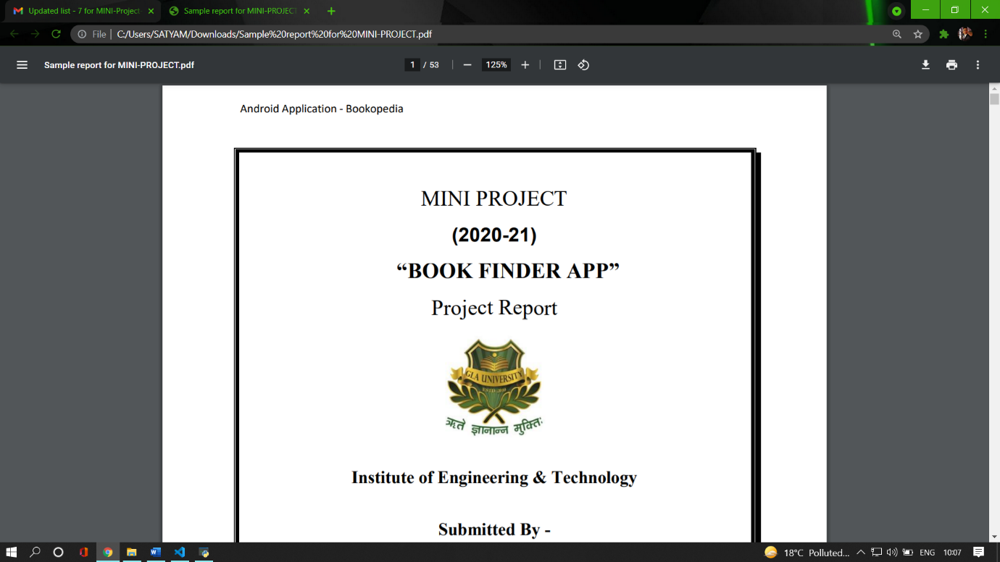 Updated list - 7 for MINI-Project
Sample report for MINI-PROJECT
File
C:/Users/SATYAM/Downloads/Sample%20report%20for%20MINI-PROJECT.pdf
Sample report for MINI-PROJECT.pdf
1 / 53
125%
Android Application - Bookopedia
MINI PROJECT
(2020-21)
“BOOK FINDER APP”
Project Report
GLA UNIVERSITY
ESTD-2010
ऋते ज्ञानान्न मुक्तिः
Institute of Engineering & Technology
Submitted By -
18°C Polluted...
ENG
10:07